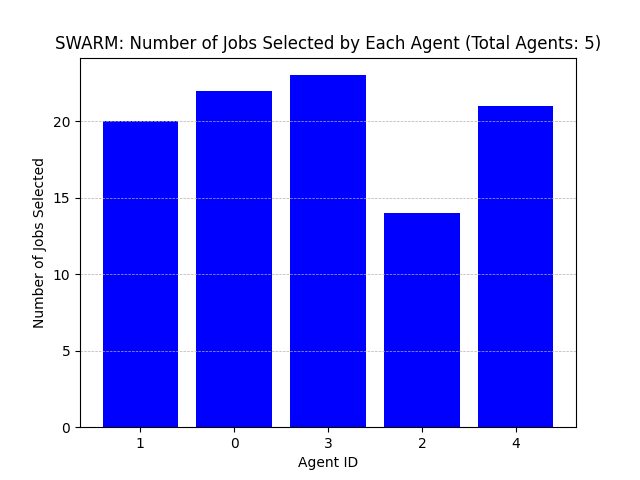 SWARM: Number of Jobs Selected by Each Agent (Total Agents: 5)
Number of Jobs Selected
20
15
10
5
0
1 0 3 2 4
Agent ID